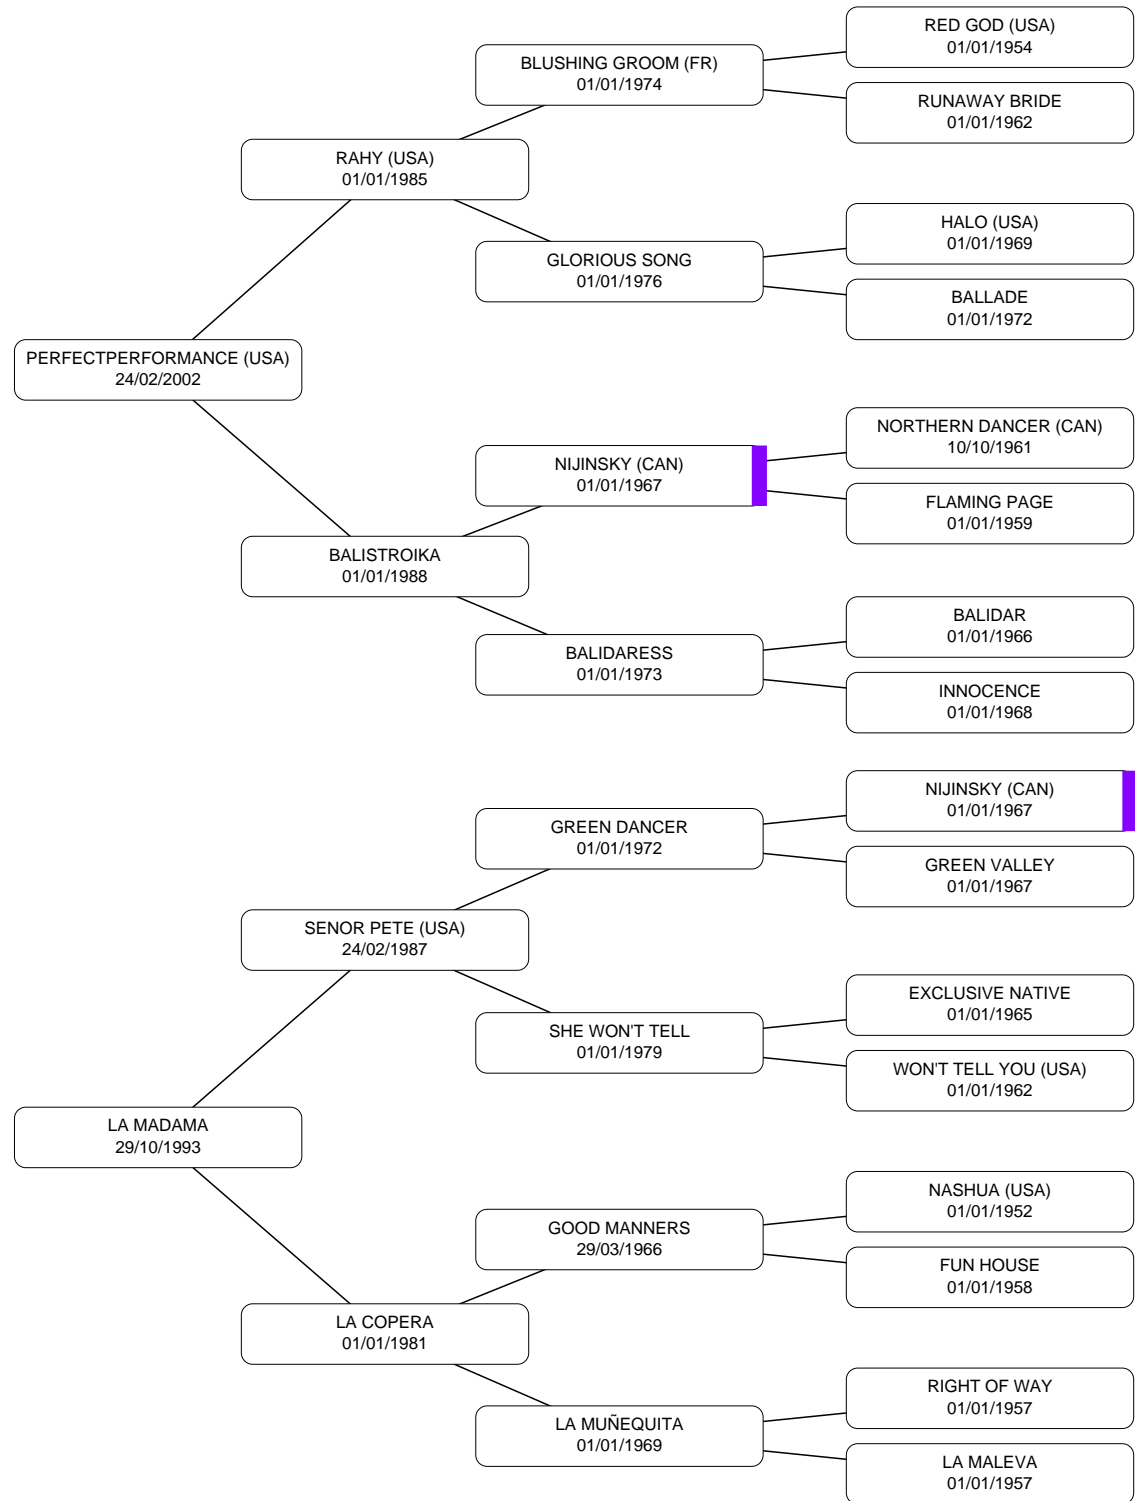 RED GOD (USA)
01/01/1954
BLUSHING GROOM (FR)
01/01/1974
RUNAWAY BRIDE
01/01/1962
RAHY (USA)
01/01/1985
HALO (USA)
01/01/1969
GLORIOUS SONG
01/01/1976
BALLADE
01/01/1972
PERFECTPERFORMANCE (USA)
24/02/2002
NORTHERN DANCER (CAN)
10/10/1961
NIJINSKY (CAN)
01/01/1967
FLAMING PAGE
01/01/1959
BALISTROIKA
01/01/1988
BALIDAR
01/01/1966
BALIDARESS
01/01/1973
INNOCENCE
01/01/1968
NIJINSKY (CAN)
01/01/1967
GREEN DANCER
01/01/1972
GREEN VALLEY
01/01/1967
SENOR PETE (USA)
24/02/1987
EXCLUSIVE NATIVE
01/01/1965
SHE WON'T TELL
01/01/1979
WON'T TELL YOU (USA)
01/01/1962
LA MADAMA
29/10/1993
NASHUA (USA)
01/01/1952
GOOD MANNERS
29/03/1966
FUN HOUSE
01/01/1958
LA COPERA
01/01/1981
RIGHT OF WAY
01/01/1957
LA MUÑEQUITA
01/01/1969
LA MALEVA
01/01/1957